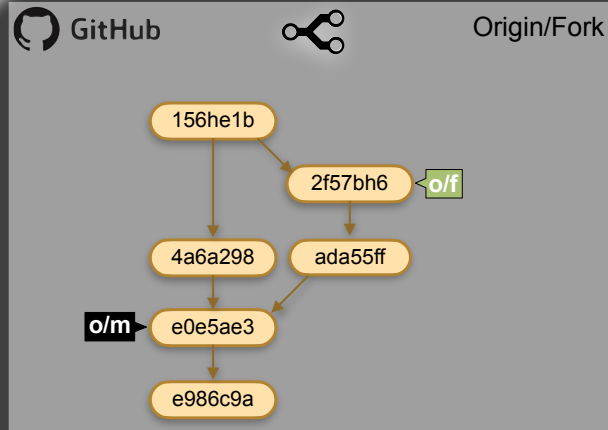 GitHub
Origin/Fork
156he1b
2f57bh6
o/f
4a6a298
ada55ff
o/m
e0e5ae3
e986c9a